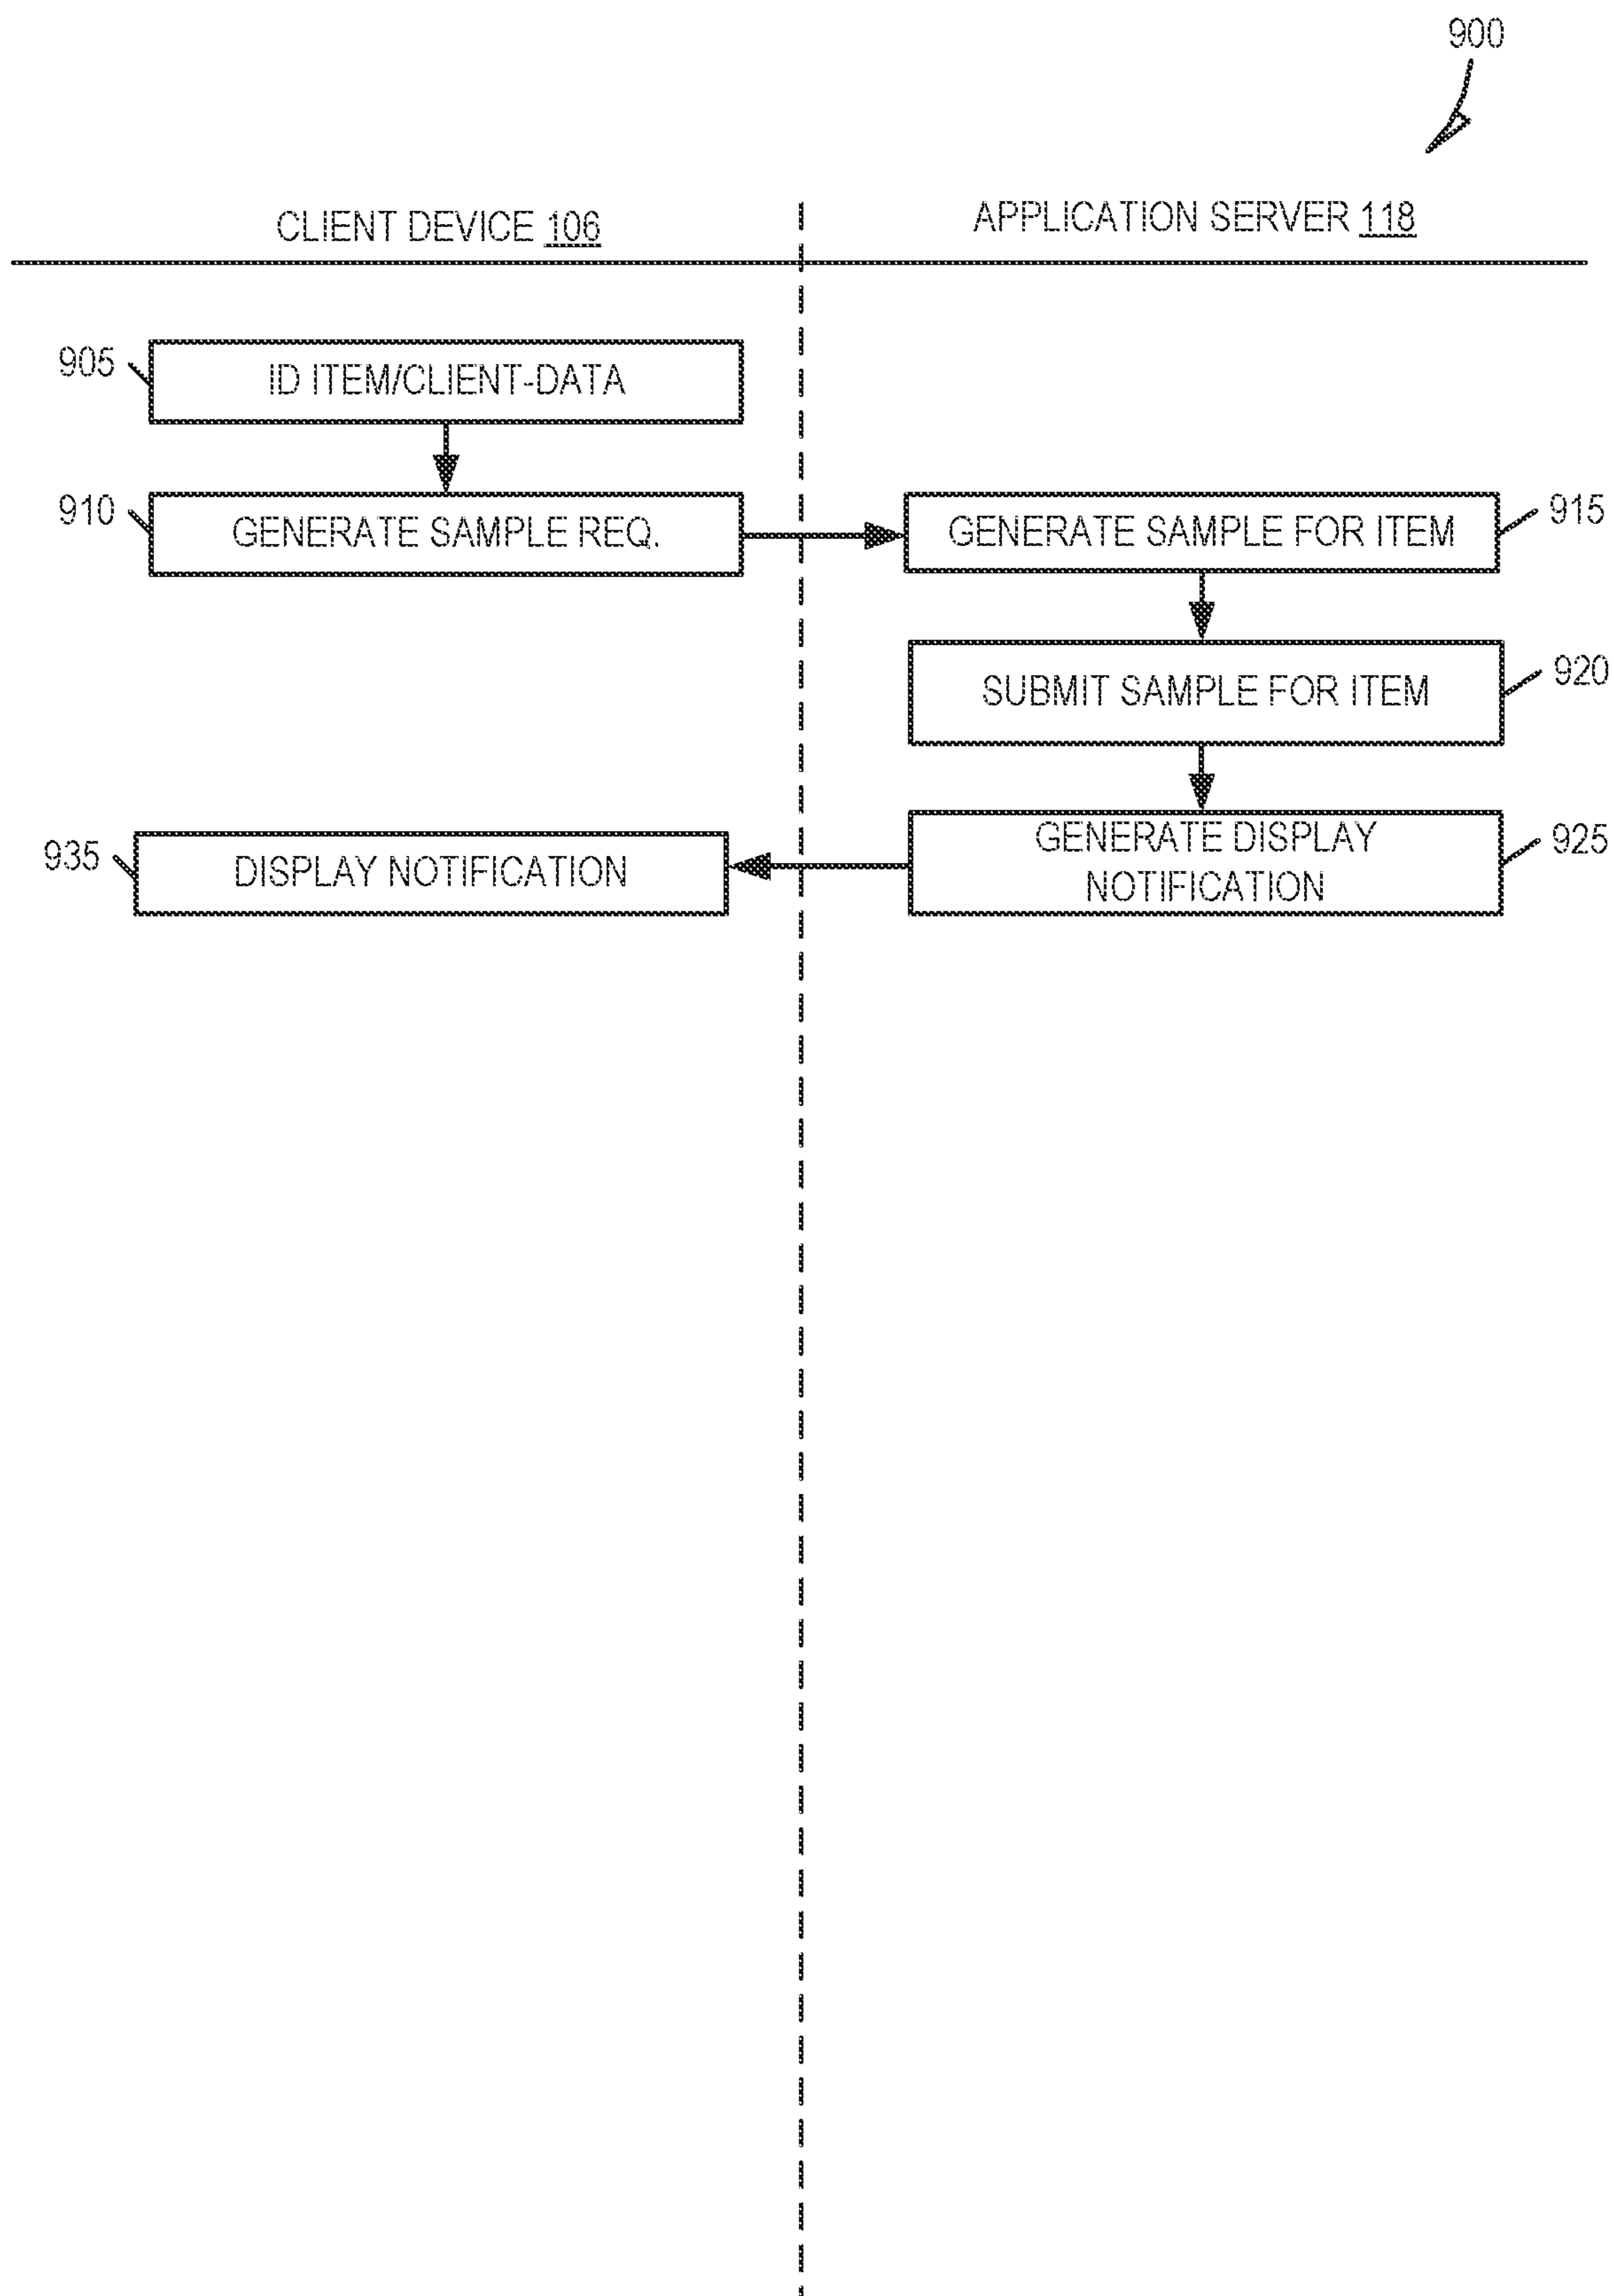 900
CLIENT DEVICE 106
APPLICATION SERVER 118
905
ID ITEM/CLIENT-DATA
910
GENERATE SAMPLE REQ.
GENERATE SAMPLE FOR ITEM
915
SUBMIT SAMPLE FOR ITEM
920
935
DISPLAY NOTIFICATION
GENERATE DISPLAY
NOTIFICATION
925